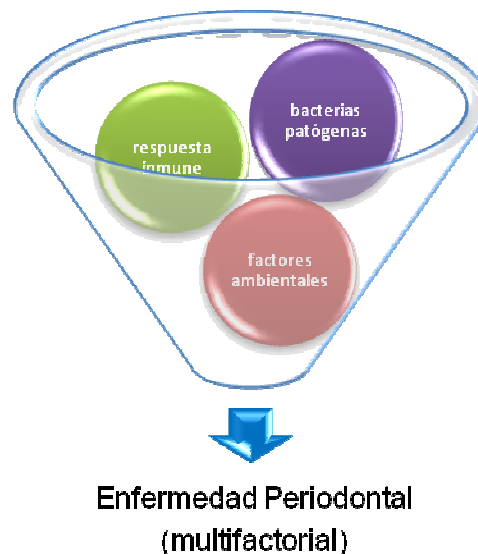 bacterias
patógenas
respuesta
inmune
factores
ambientales
Enfermedad Periodontal
(multifactorial)